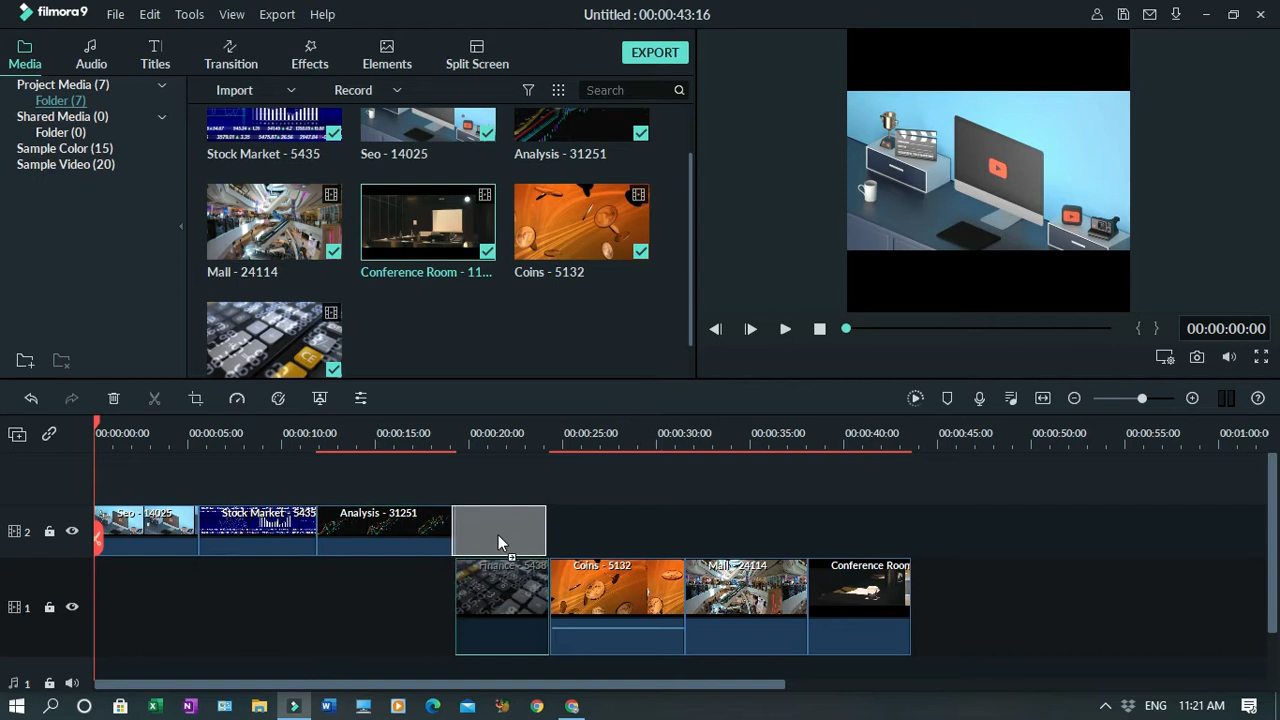 filmora9 File Edit Tools View Export Help Untitled : 00:00:43:16
Media Audio Titles Transition Effects Elements Split Screen EXPORT
Project Media (7)
Folder (7)
Shared Media (0)
Folder (0)
Sample Color (15)
Sample Video (20)
Import Record Search
Stock Market - 5435 Seo - 14025 Analysis - 31251
Mall - 24114 Conference Room - 11... Coins - 5132
CE
00:00:00:00
00:00:00:00 00:00:05:00 00:00:10:00 00:00:15:00 00:00:20:00 00:00:25:00 00:00:30:00 00:00:35:00 00:00:40:00 00:00:45:00 00:00:50:00 00:00:55:00 00:01:00:0
2 Seo - 14025 Stock Market - 5435 Analysis - 31251
1 Finance - 5438 Coins - 5132 Mall - 24114 Conference Room
1
ENG 11:21 AM